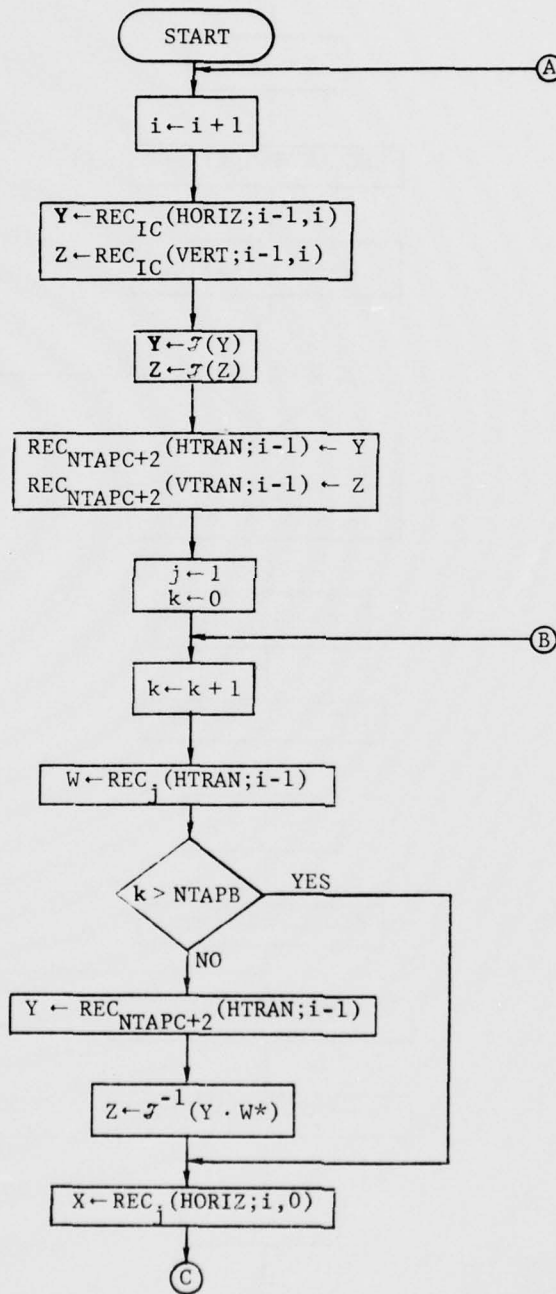 START
A
i ← i + 1
Y ← REC_IC(HORIZ;i-1,i)
Z ← REC_IC(VERT;i-1,i)
Y ← 𝒯(Y)
Z ← 𝒯(Z)
REC_NTAPC+2(HTRAN;i-1) ← Y
REC_NTAPC+2(VTRAN;i-1) ← Z
j ← 1
k ← 0
B
k ← k + 1
W ← REC_j(HTRAN;i-1)
k > NTAPB
YES
NO
Y ← REC_NTAPC+2(HTRAN;i-1)
Z ← 𝒯^-1(Y · W*)
X ← REC_j(HORIZ;i,0)
C